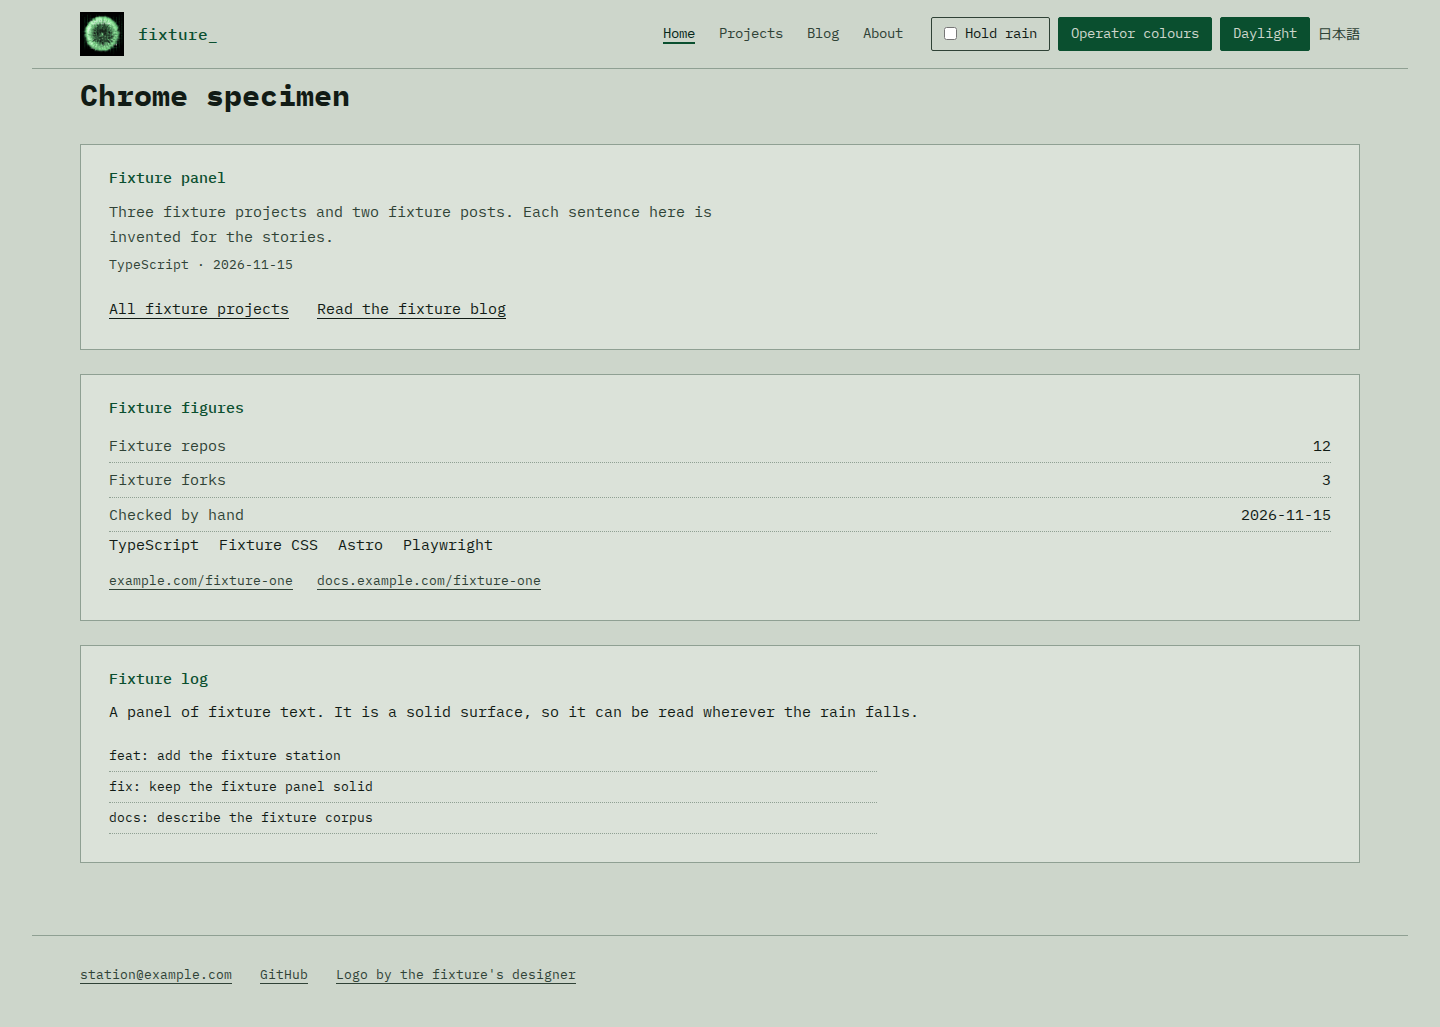 fixture_
Home Projects Blog About Hold rain Operator colours Daylight 日本語
Chrome specimen
Fixture panel
Three fixture projects and two fixture posts. Each sentence here is
invented for the stories.
TypeScript · 2026-11-15
All fixture projects Read the fixture blog
Fixture figures
Fixture repos 12
Fixture forks 3
Checked by hand 2026-11-15
TypeScript Fixture CSS Astro Playwright
example.com/fixture-one docs.example.com/fixture-one
Fixture log
A panel of fixture text. It is a solid surface, so it can be read wherever the rain falls.
feat: add the fixture station
fix: keep the fixture panel solid
docs: describe the fixture corpus
station@example.com GitHub Logo by the fixture's designer